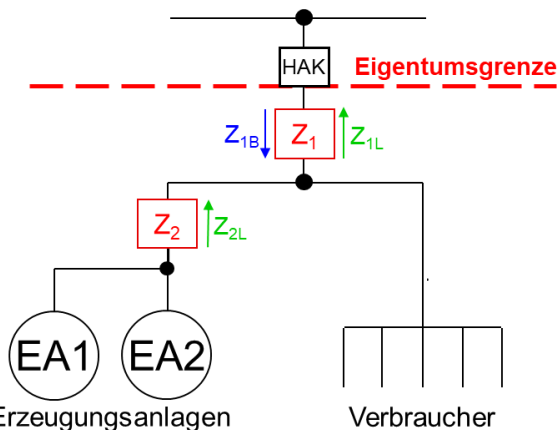 HAK
Eigentumsgrenze
Z1B
Z1
Z1L
Z2
Z2L
EA1
EA2
Erzeugungsanlagen
Verbraucher